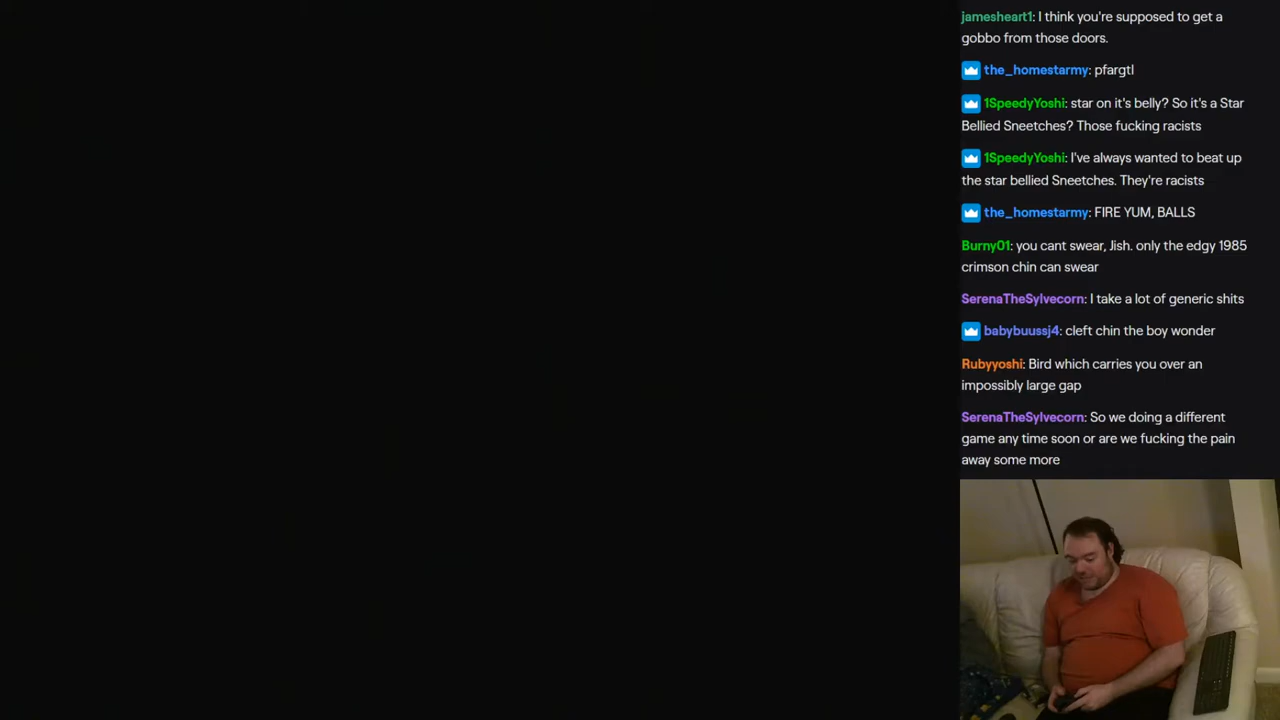 jamesheart1: I think you're supposed to get a
gobbo from those doors.
the_homestarmy: pfargtl
1SpeedyYoshi: star on it's belly? So it's a Star
Bellied Sneetches? Those fucking racists
1SpeedyYoshi: I've always wanted to beat up
the star bellied Sneetches. They're racists
the_homestarmy: FIRE YUM, BALLS
Burny01: you cant swear, Jish. only the edgy 1985
crimson chin can swear
SerenaTheSylvecorn: I take a lot of generic shits
babybuussj4: cleft chin the boy wonder
Rubyyoshi: Bird which carries you over an
impossibly large gap
SerenaTheSylvecorn: So we doing a different
game any time soon or are we fucking the pain
away some more